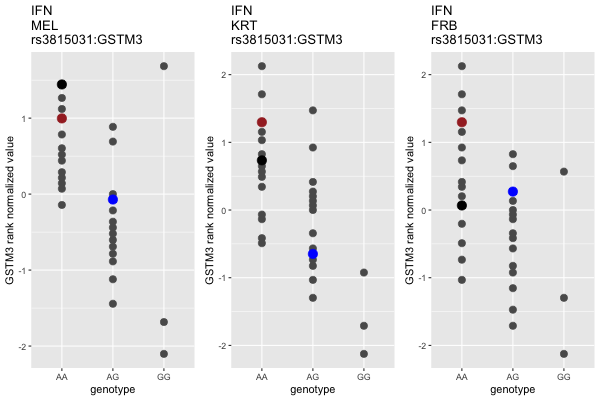 IFN
MEL
rs3815031:GSTM3
GSTM3 rank normalized value
1
0
-1
-2
AA AG GG
genotype
IFN
KRT
rs3815031:GSTM3
GSTM3 rank normalized value
2
1
0
-1
-2
AA AG GG
genotype
IFN
FRB
rs3815031:GSTM3
GSTM3 rank normalized value
2
1
0
-1
-2
AA AG GG
genotype